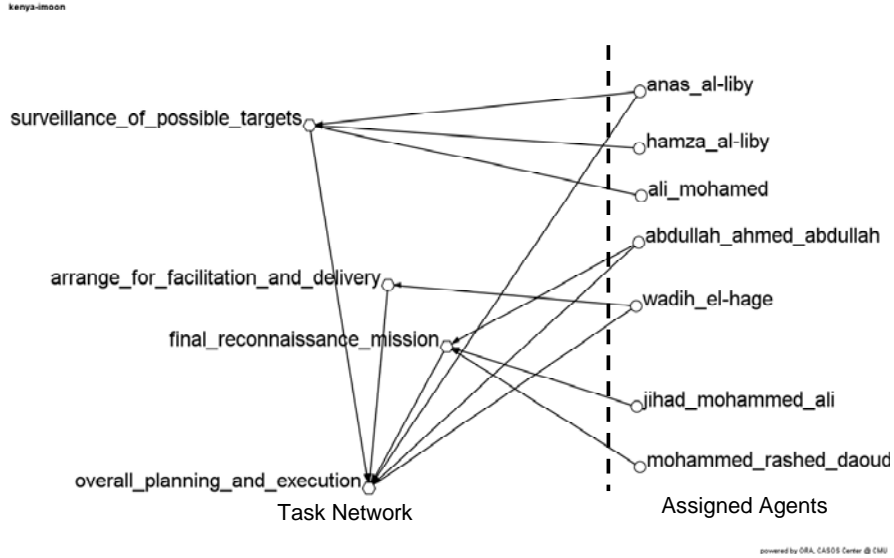 kenya-imoon
anas_al-liby
surveillance_of_possible_targets
hamza_al-liby
ali_mohamed
abdullah_ahmed_abdullah
arrange_for_facilitation_and_delivery
wadih_el-hage
final_reconnaissance_mission
jihad_mohammed_ali
mohammed_rashed_daoud
overall_planning_and_execution
Task Network
Assigned Agents
powered by ORA, CASOS Center @ CMU